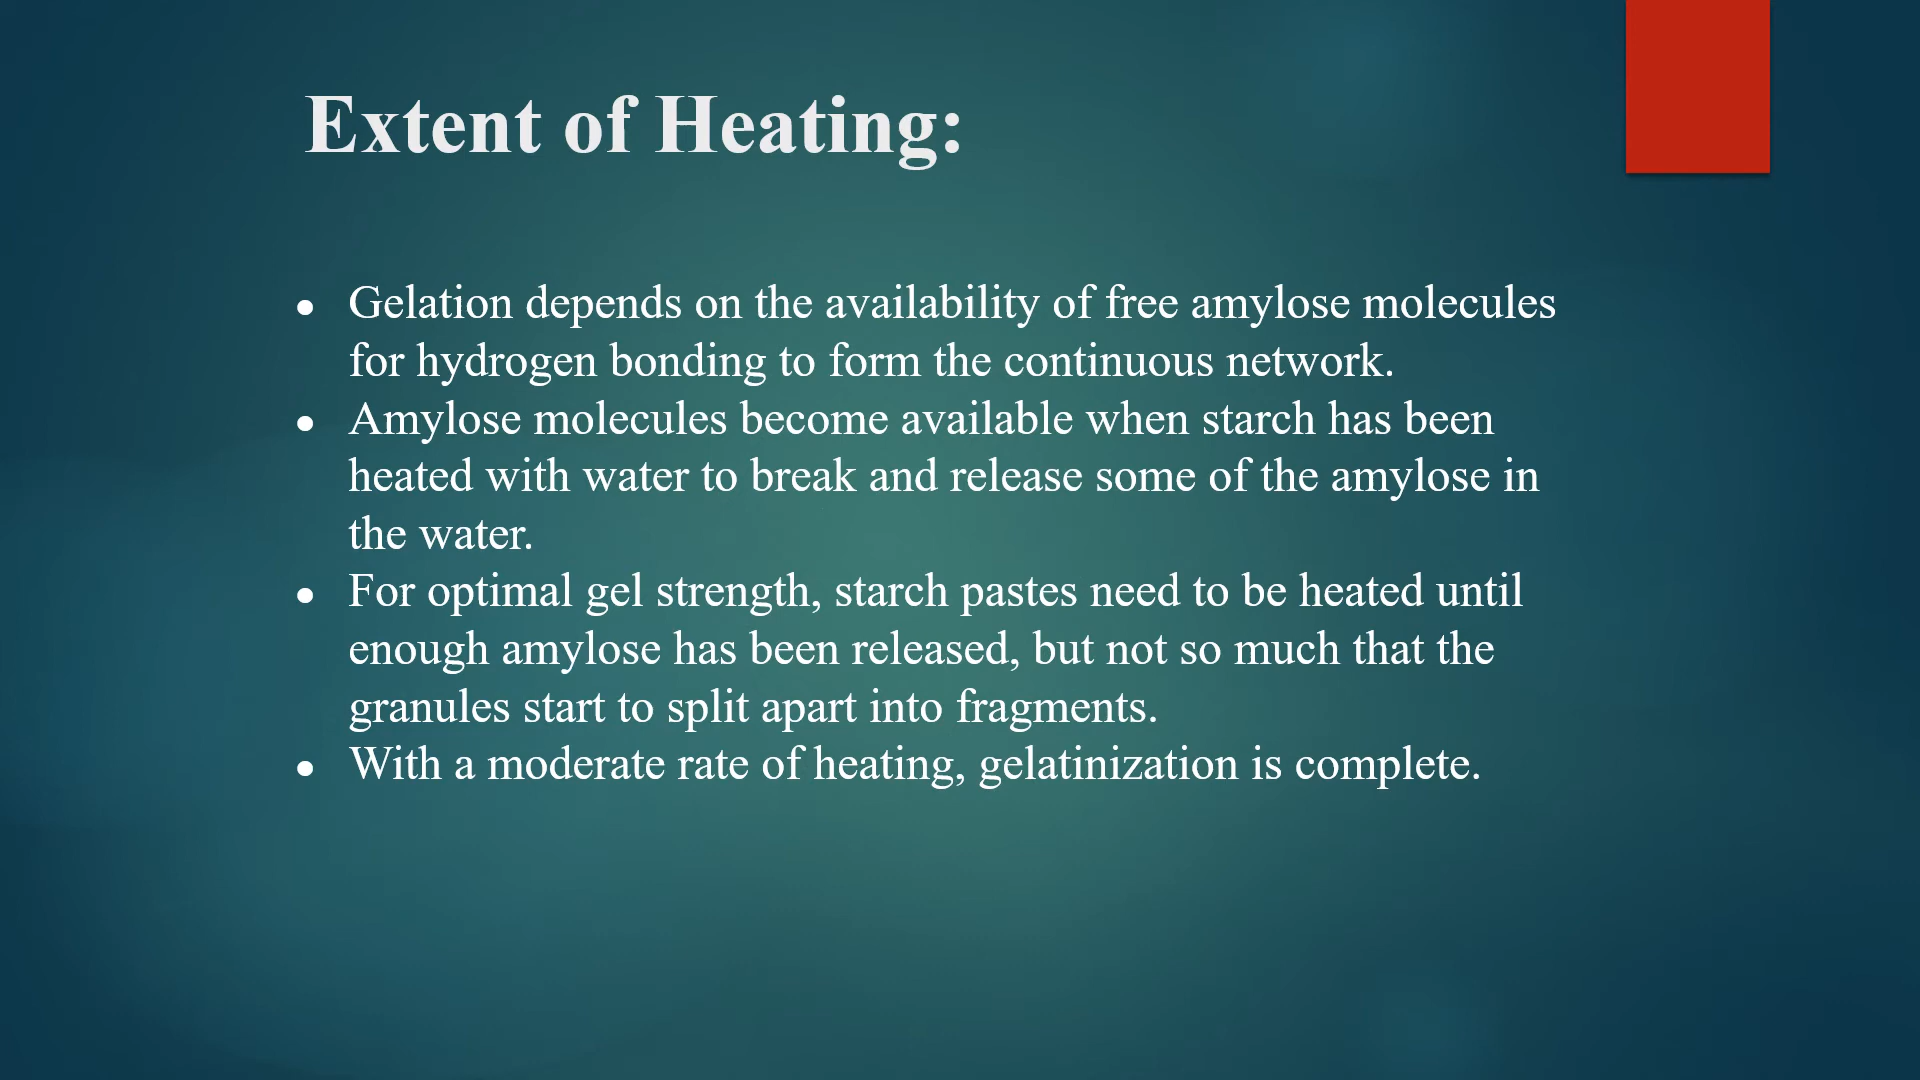 Extent of Heating:
● Gelation depends on the availability of free amylose molecules
for hydrogen bonding to form the continuous network.
● Amylose molecules become available when starch has been
heated with water to break and release some of the amylose in
the water.
● For optimal gel strength, starch pastes need to be heated until
enough amylose has been released, but not so much that the
granules start to split apart into fragments.
● With a moderate rate of heating, gelatinization is complete.